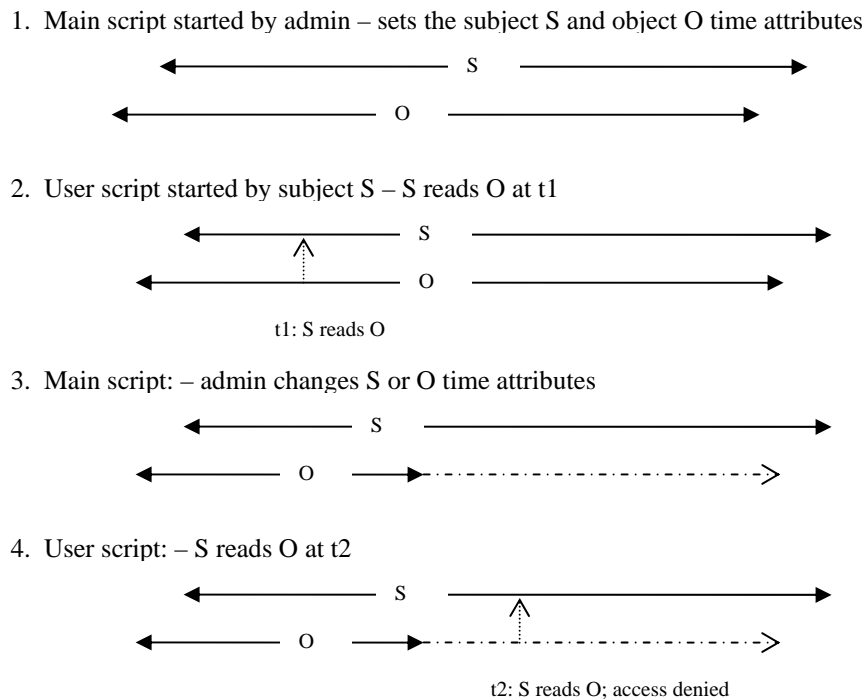 1. Main script started by admin – sets the subject S and object O time attributes
S
O
2. User script started by subject S – S reads O at t1
S
O
t1: S reads O
3. Main script: – admin changes S or O time attributes
S
O
4. User script: – S reads O at t2
S
O
t2: S reads O; access denied